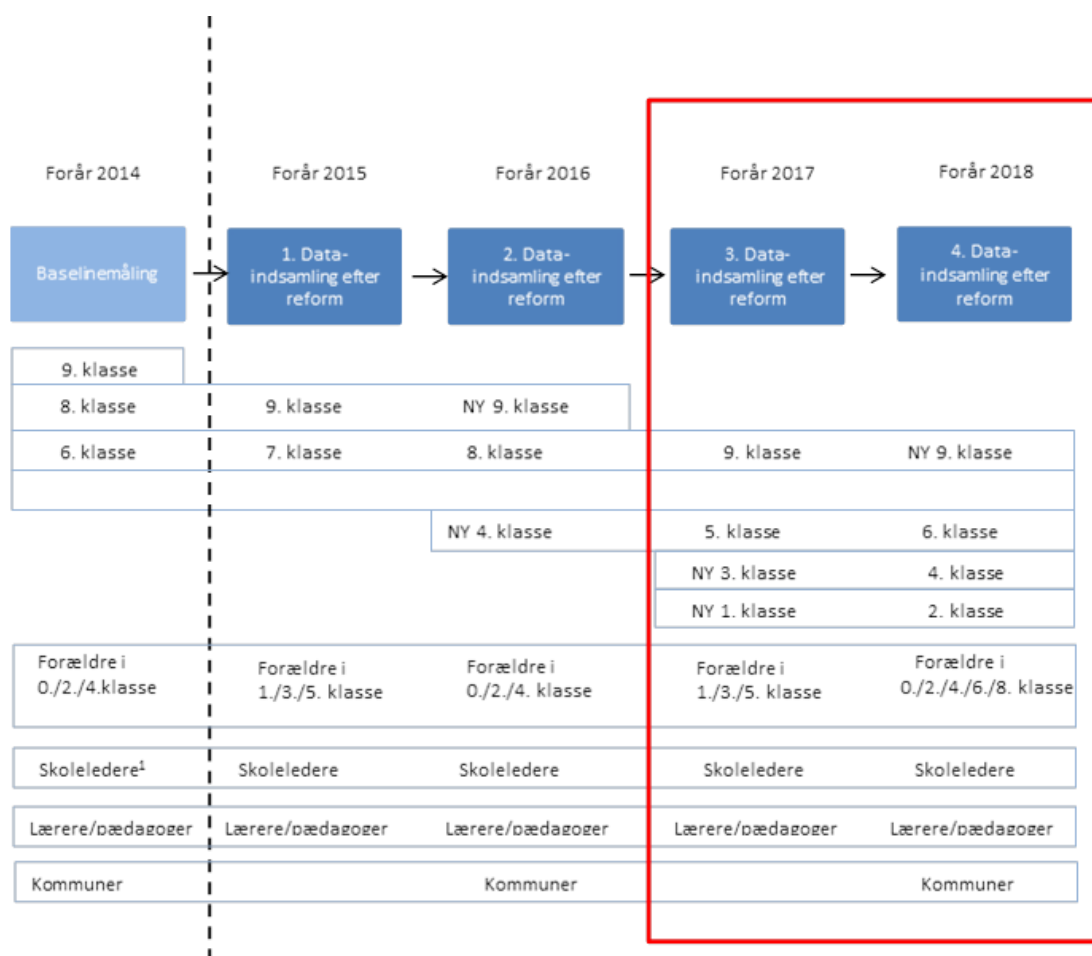 Forår 2014 Forår 2015 Forår 2016 Forår 2017 Forår 2018
Baselinemåling
1. Data-
indsamling efter
reform
2. Data-
indsamling efter
reform
3. Data-
indsamling efter
reform
4. Data-
indsamling efter
reform
9. klasse
8. klasse 9. klasse NY 9. klasse
6. klasse 7. klasse 8. klasse 9. klasse NY 9. klasse
NY 4. klasse 5. klasse 6. klasse
NY 3. klasse 4. klasse
NY 1. klasse 2. klasse
Forældre i
0./2./4.klasse
Forældre i
1./3./5. klasse
Forældre i
0./2./4. klasse
Forældre i
1./3./5. klasse
Forældre i
0./2./4./6./8. klasse
Skoleledere¹ Skoleledere Skoleledere Skoleledere Skoleledere
Lærere/pædagoger Lærere/pædagoger Lærere/pædagoger Lærere/pædagoger Lærere/pædagoger
Kommuner Kommuner Kommuner